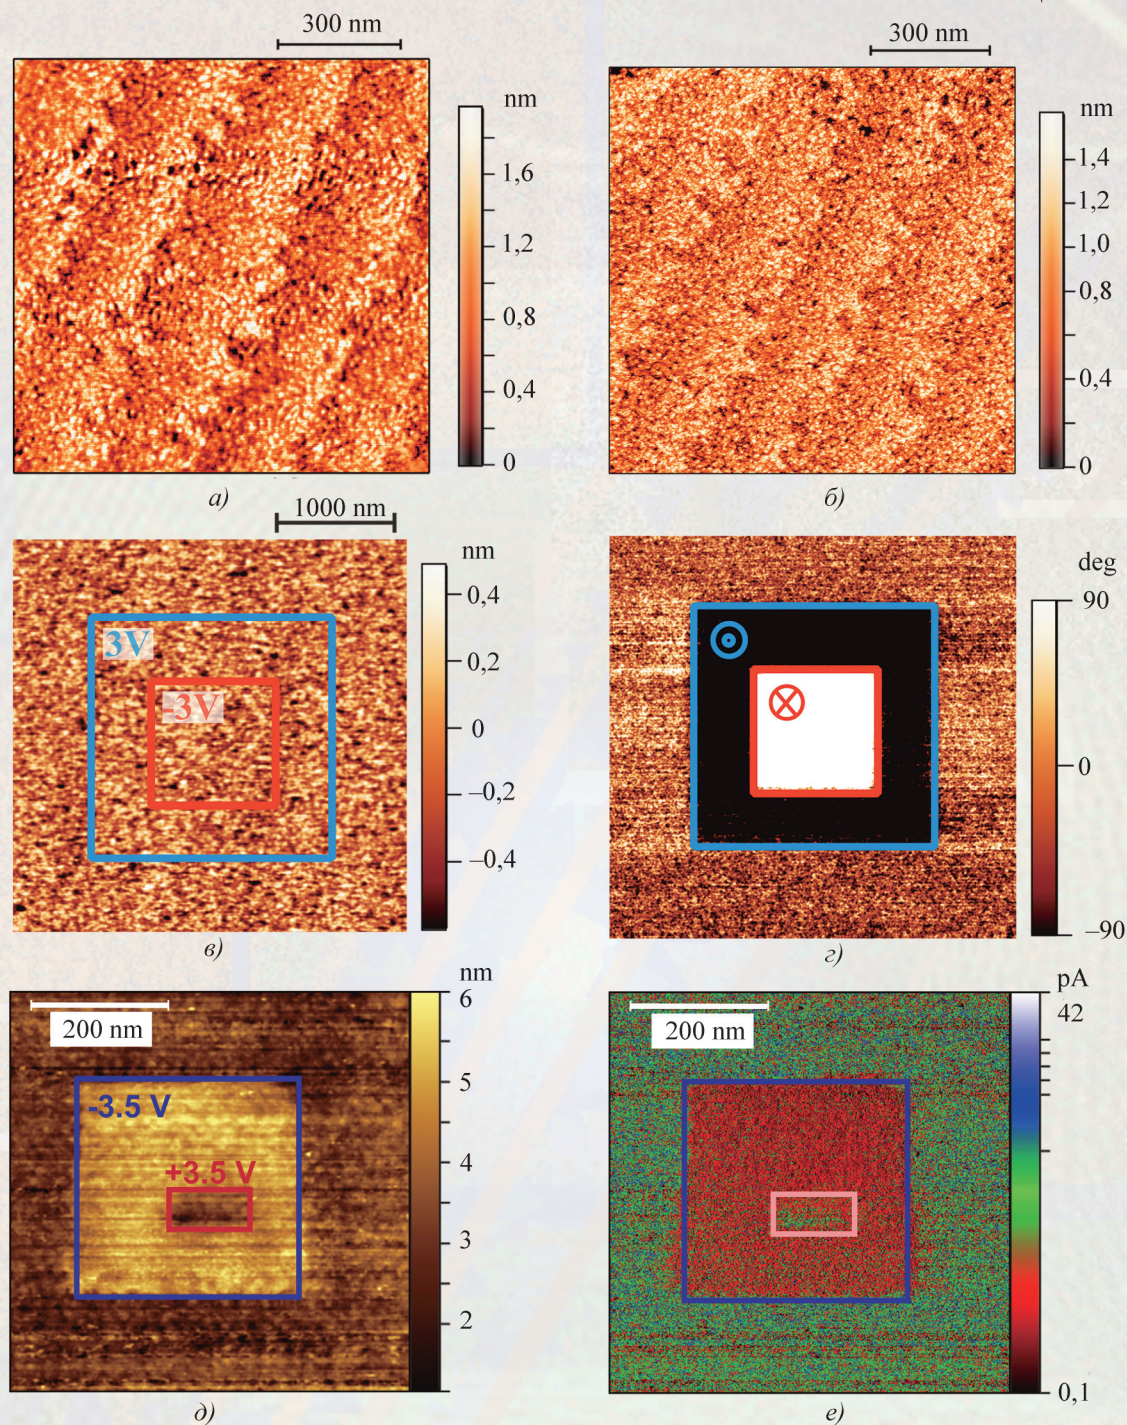 300 nm
300 nm
nm
1,6
1,2
0,8
0,4
0
nm
1,4
1,2
1,0
0,8
0,4
0
а)
б)
1000 nm
nm
0,4
0,2
0
–0,2
–0,4
3V
-3V
deg
90
0
–90
в)
г)
nm
6
5
4
3
2
200 nm
-3.5 V
+3.5 V
pA
42
0,1
200 nm
д)
е)